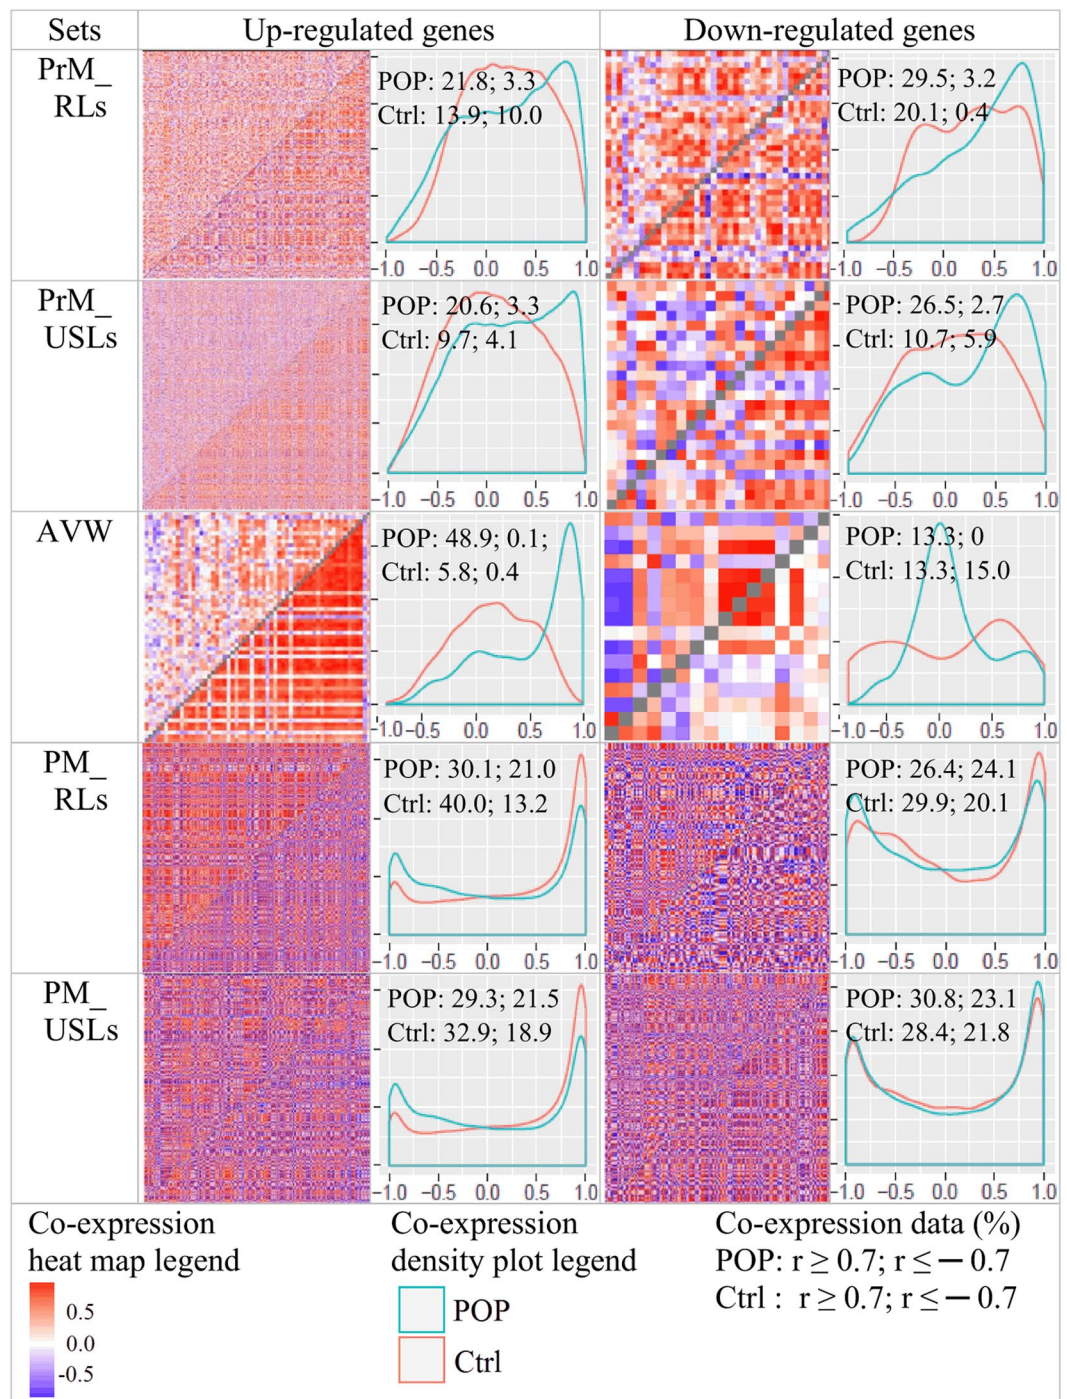 Sets Up-regulated genes Down-regulated genes
PrM_
RLs
POP: 21.8; 3.3
Ctrl: 13.9; 10.0
-1.0 -0.5 0.0 0.5 1.0
POP: 29.5; 3.2
Ctrl: 20.1; 0.4
-1.0 -0.5 0.0 0.5 1.0
PrM_
USLs
POP: 20.6; 3.3
Ctrl: 9.7; 4.1
-1.0 -0.5 0.0 0.5 1.0
POP: 26.5; 2.7
Ctrl: 10.7; 5.9
-1.0 -0.5 0.0 0.5 1.0
AVW
POP: 48.9; 0.1;
Ctrl: 5.8; 0.4
-1.0 -0.5 0.0 0.5 1.0
POP: 13.3; 0
Ctrl: 13.3; 15.0
-1.0 -0.5 0.0 0.5 1.0
PM_
RLs
POP: 30.1; 21.0
Ctrl: 40.0; 13.2
-1.0 -0.5 0.0 0.5 1.0
POP: 26.4; 24.1
Ctrl: 29.9; 20.1
-1.0 -0.5 0.0 0.5 1.0
PM_
USLs
POP: 29.3; 21.5
Ctrl: 32.9; 18.9
-1.0 -0.5 0.0 0.5 1.0
POP: 30.8; 23.1
Ctrl: 28.4; 21.8
-1.0 -0.5 0.0 0.5 1.0
Co-expression
heat map legend
0.5
0.0
-0.5
Co-expression
density plot legend
POP
Ctrl
Co-expression data (%)
POP: r ≥ 0.7; r ≤ − 0.7
Ctrl : r ≥ 0.7; r ≤ − 0.7